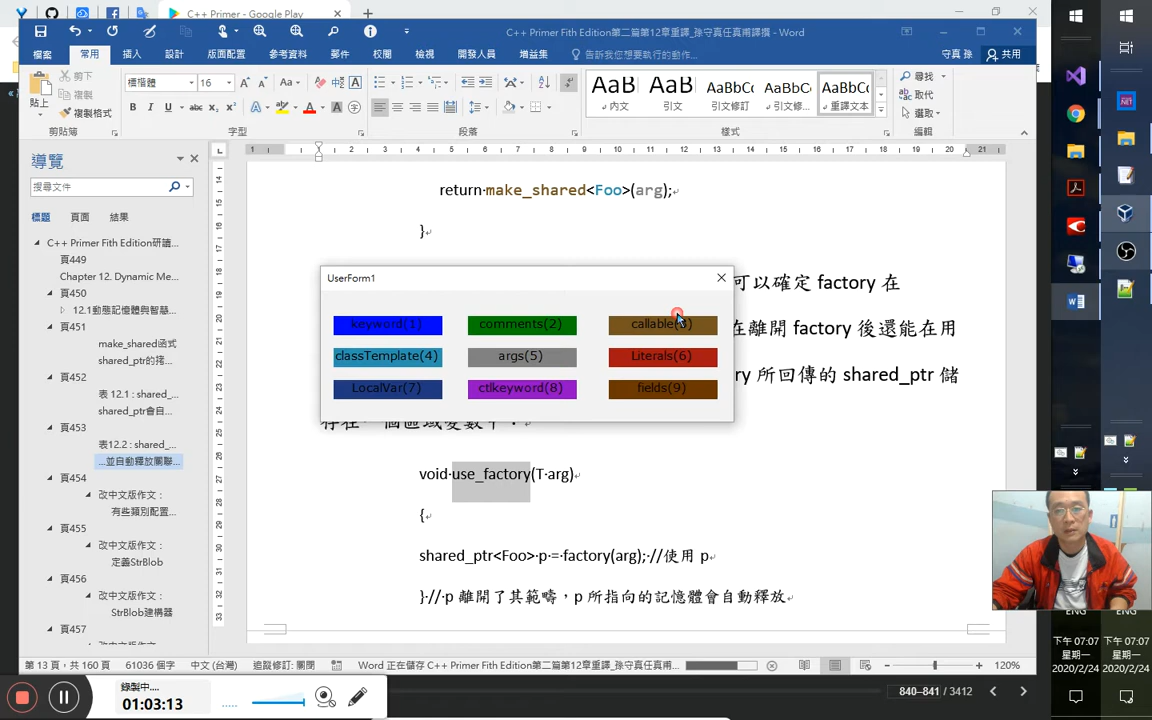 C++ Primer - Google Play
C++ Primer Fith Edition第二篇第12章重譯_孫守真任真甫譯撰 - Word
檔案 常用 插入 設計 版面配置 參考資料 郵件 校閱 檢視 開發人員 增益集 告訴我您想要執行的動作... 守真 孫 共用
貼上 剪下
複製
複製格式
16
AaBb AaBb AaBbCc AaBbCc AaBbCc
內文 引文 引文修訂 引文修... 重譯文本
尋找
取代
選取
剪貼簿 字型 段落 樣式 編輯
導覽
搜尋文件
標題 頁面 結果
C++ Primer Fith Edition研讀...
頁449
Chapter 12. Dynamic Me...
頁450
12.1動態記憶體與智慧...
頁451
make_shared函式
shared_ptr的拷...
頁452
表 12.1 : shared_...
shared_ptr會自...
頁453
表12.2 : shared_...
...並自動釋放關聯...
頁454
改中文版作文：
有些類別配置...
頁455
改中文版作文：
定義StrBlob
頁456
改中文版作文：
StrBlob建構器
頁457
return·make_shared<Foo>(arg);
}
可以確定 factory 在
在離開 factory 後還能在用
ry 所回傳的 shared_ptr 儲
UserForm1
keyword(1) comments(2) callable(3)
classTemplate(4) args(5) Literals(6)
LocalVar(7) ctlkeyword(8) fields(9)
void·use_factory(T·arg)
{
shared_ptr<Foo>·p·=·factory(arg);·//使用 p
}·//·p 離開了其範疇，p 所指向的記憶體會自動釋放
第 13 頁，共 160 頁 61036 個字 中文 (台灣) 追蹤修訂: 關閉 Word 正在儲存 C++ Primer Fith Edition第二篇第12章重譯_孫守真任真甫... 120%
錄製中....
01:03:13
840–841 / 3412
ENG ENG
下午 07:07 下午 07:07
星期一 星期一
2020/2/24 2020/2/24